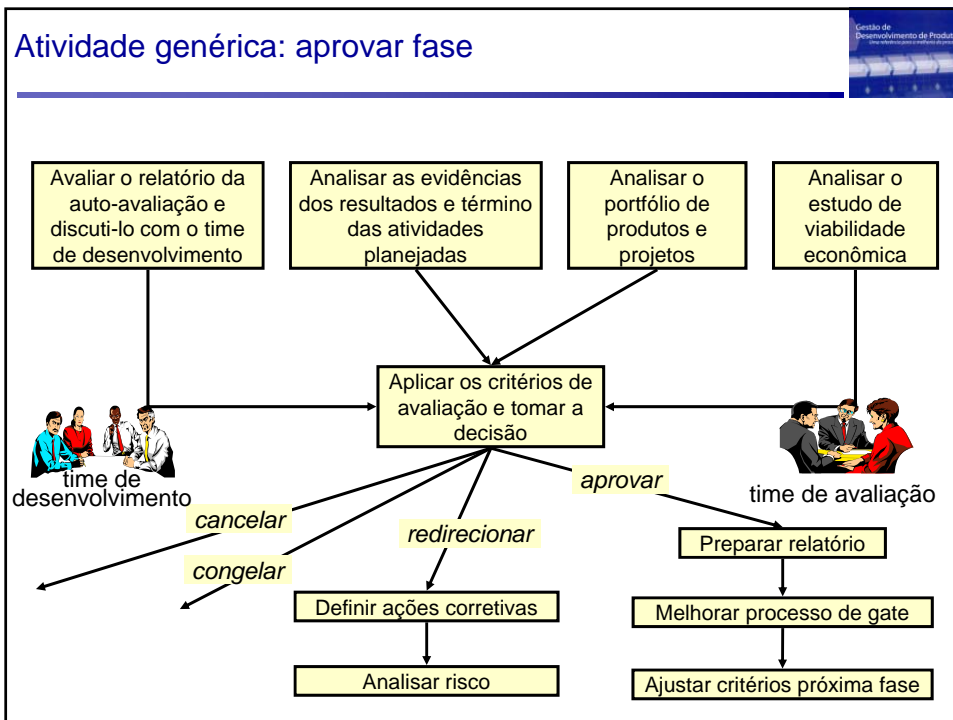 Atividade genérica: aprovar fase
Gestão de
Desenvolvimento de Produt
Avaliar o relatório da
auto-avaliação e
discuti-lo com o time
de desenvolvimento
Analisar as evidências
dos resultados e término
das atividades
planejadas
Analisar o
portfólio de
produtos e
projetos
Analisar o
estudo de
viabilidade
econômica
Aplicar os critérios de
avaliação e tomar a
decisão
time de
desenvolvimento
time de avaliação
aprovar
cancelar
redirecionar
congelar
Preparar relatório
Definir ações corretivas
Melhorar processo de gate
Analisar risco
Ajustar critérios próxima fase